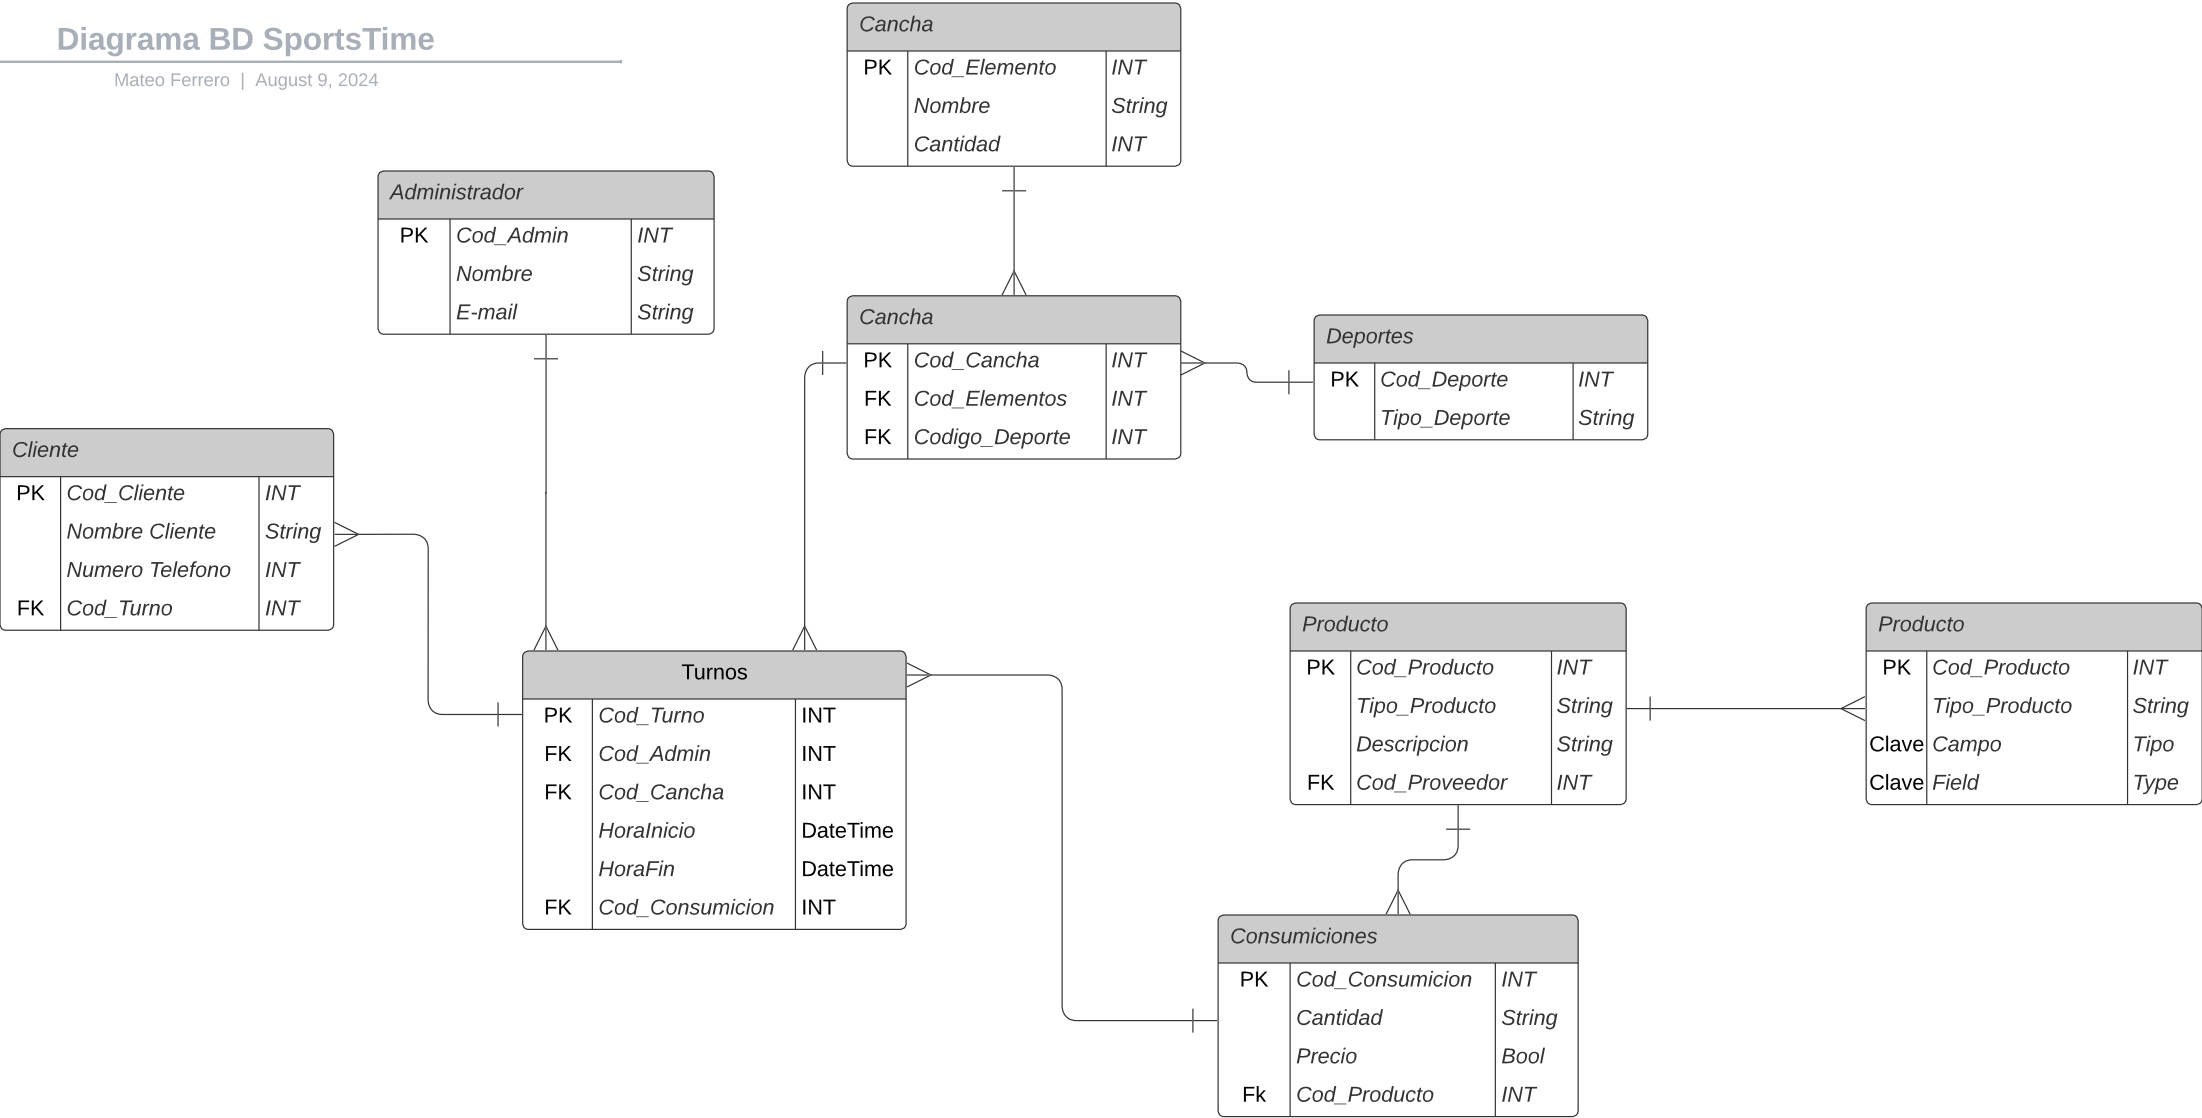 Diagrama BD SportsTime
Mateo Ferrero | August 9, 2024
Cancha
PK Cod_Elemento INT
Nombre String
Cantidad INT
Administrador
PK Cod_Admin INT
Nombre String
E-mail String
Cancha
PK Cod_Cancha INT
FK Cod_Elementos INT
FK Codigo_Deporte INT
Deportes
PK Cod_Deporte INT
Tipo_Deporte String
Cliente
PK Cod_Cliente INT
Nombre Cliente String
Numero Telefono INT
FK Cod_Turno INT
Turnos
PK Cod_Turno INT
FK Cod_Admin INT
FK Cod_Cancha INT
HoraInicio DateTime
HoraFin DateTime
FK Cod_Consumicion INT
Producto
PK Cod_Producto INT
Tipo_Producto String
Descripcion String
FK Cod_Proveedor INT
Producto
PK Cod_Producto INT
Tipo_Producto String
Clave Campo Tipo
Clave Field Type
Consumiciones
PK Cod_Consumicion INT
Cantidad String
Precio Bool
Fk Cod_Producto INT